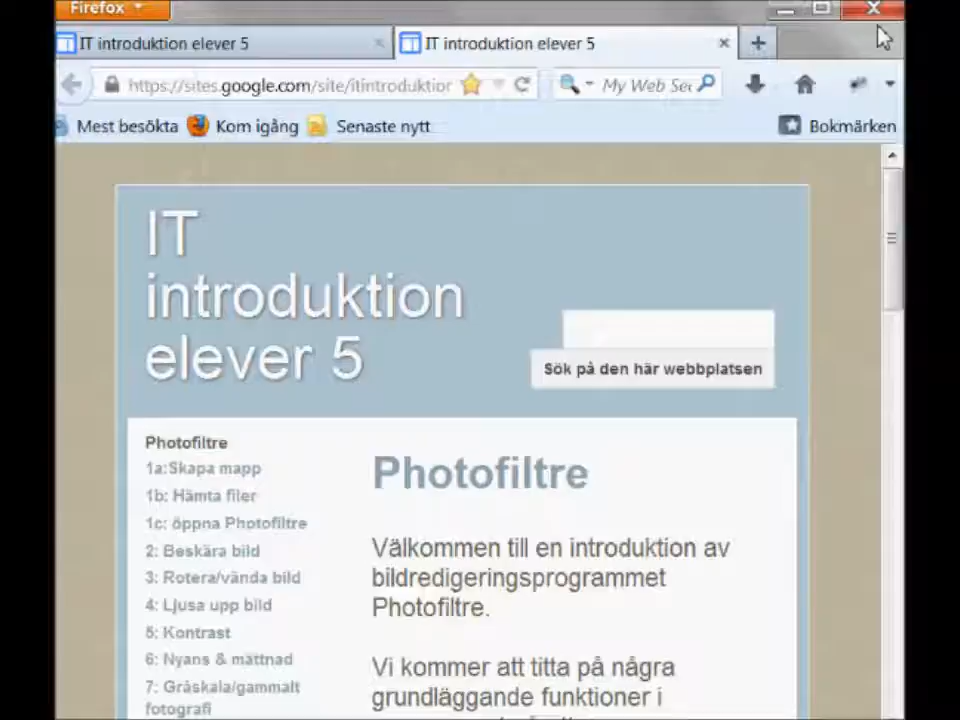 Firefox
IT introduktion elever 5
IT introduktion elever 5
https://sites.google.com/site/itintroduktior
My Web Sea
Mest besökta
Kom igång
Senaste nytt
Bokmärken
IT
introduktion
elever 5
Sök på den här webbplatsen
Photofiltre
1a:Skapa mapp
1b: Hämta filer
1c: öppna Photofiltre
2: Beskära bild
3: Rotera/vända bild
4: Ljusa upp bild
5: Kontrast
6: Nyans & mättnad
7: Gråskala/gammalt
fotografi
Photofiltre
Välkommen till en introduktion av
bildredigeringsprogrammet
Photofiltre.
Vi kommer att titta på några
grundläggande funktioner i